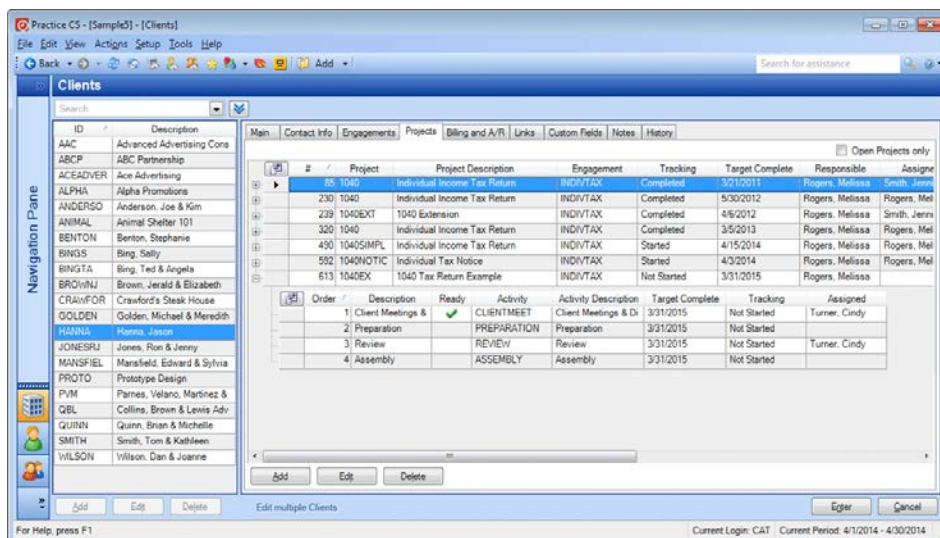 Practice CS - [Sample5] - [Clients]
File Edit View Actions Setup Tools Help
Back Add Search for assistance
Clients
Search
Navigation Pane
ID Description
AAC Advanced Advertising Cons
ABCP ABC Partnership
ACEADVER Ace Advertising
ALPHA Alpha Promotions
ANDERSO Anderson, Joe & Kim
ANIMAL Animal Shelter 101
BENTON Benton, Stephanie
BINGS Bing, Sally
BINGTA Bing, Ted & Angela
BROWNJ Brown, Jerald & Elizabeth
CRAWFOR Crawford's Steak House
GOLDEN Golden, Michael & Meredith
HANNA Hanna, Jason
JONESRJ Jones, Ron & Jenny
MANSFIEL Mansfield, Edward & Sylvia
PROTO Prototype Design
PVM Parnes, Velano, Martinez &
QBL Collins, Brown & Lewis Adv
QUINN Quinn, Brian & Michelle
SMITH Smith, Tom & Kathleen
WILSON Wilson, Dan & Joanne
Add Edit Delete
Main Contact Info Engagements Projects Billing and A/R Links Custom Fields Notes History
Open Projects only
# Project Project Description Engagement Tracking Target Complete Responsible Assigne
85 1040 Individual Income Tax Return INDIVTAX Completed 3/21/2011 Rogers, Melissa Smith, Jenni
230 1040 Individual Income Tax Return INDIVTAX Completed 5/30/2012 Rogers, Melissa Rogers, Mel
239 1040EXT 1040 Extension INDIVTAX Completed 4/6/2012 Rogers, Melissa Smith, Jenni
320 1040 Individual Income Tax Return INDIVTAX Completed 3/5/2013 Rogers, Melissa Rogers, Mel
490 1040SIMPL Individual Income Tax Return INDIVTAX Started 4/15/2014 Rogers, Melissa Rogers, Mel
592 1040NOTIC Individual Tax Notice INDIVTAX Started 4/3/2014 Rogers, Melissa Rogers, Mel
613 1040EX 1040 Tax Return Example INDIVTAX Not Started 3/31/2015 Rogers, Melissa
Order Description Ready Activity Activity Description Target Complete Tracking Assigned
1 Client Meetings & CLIENTMEET Client Meetings & Di 3/31/2015 Not Started Turner, Cindy
2 Preparation PREPARATION Preparation 3/31/2015 Not Started
3 Review REVIEW Review 3/31/2015 Not Started Turner, Cindy
4 Assembly ASSEMBLY Assembly 3/31/2015 Not Started
Add Edit Delete
Edit multiple Clients Enter Cancel
For Help, press F1 Current Login: CAT Current Period: 4/1/2014 - 4/30/2014